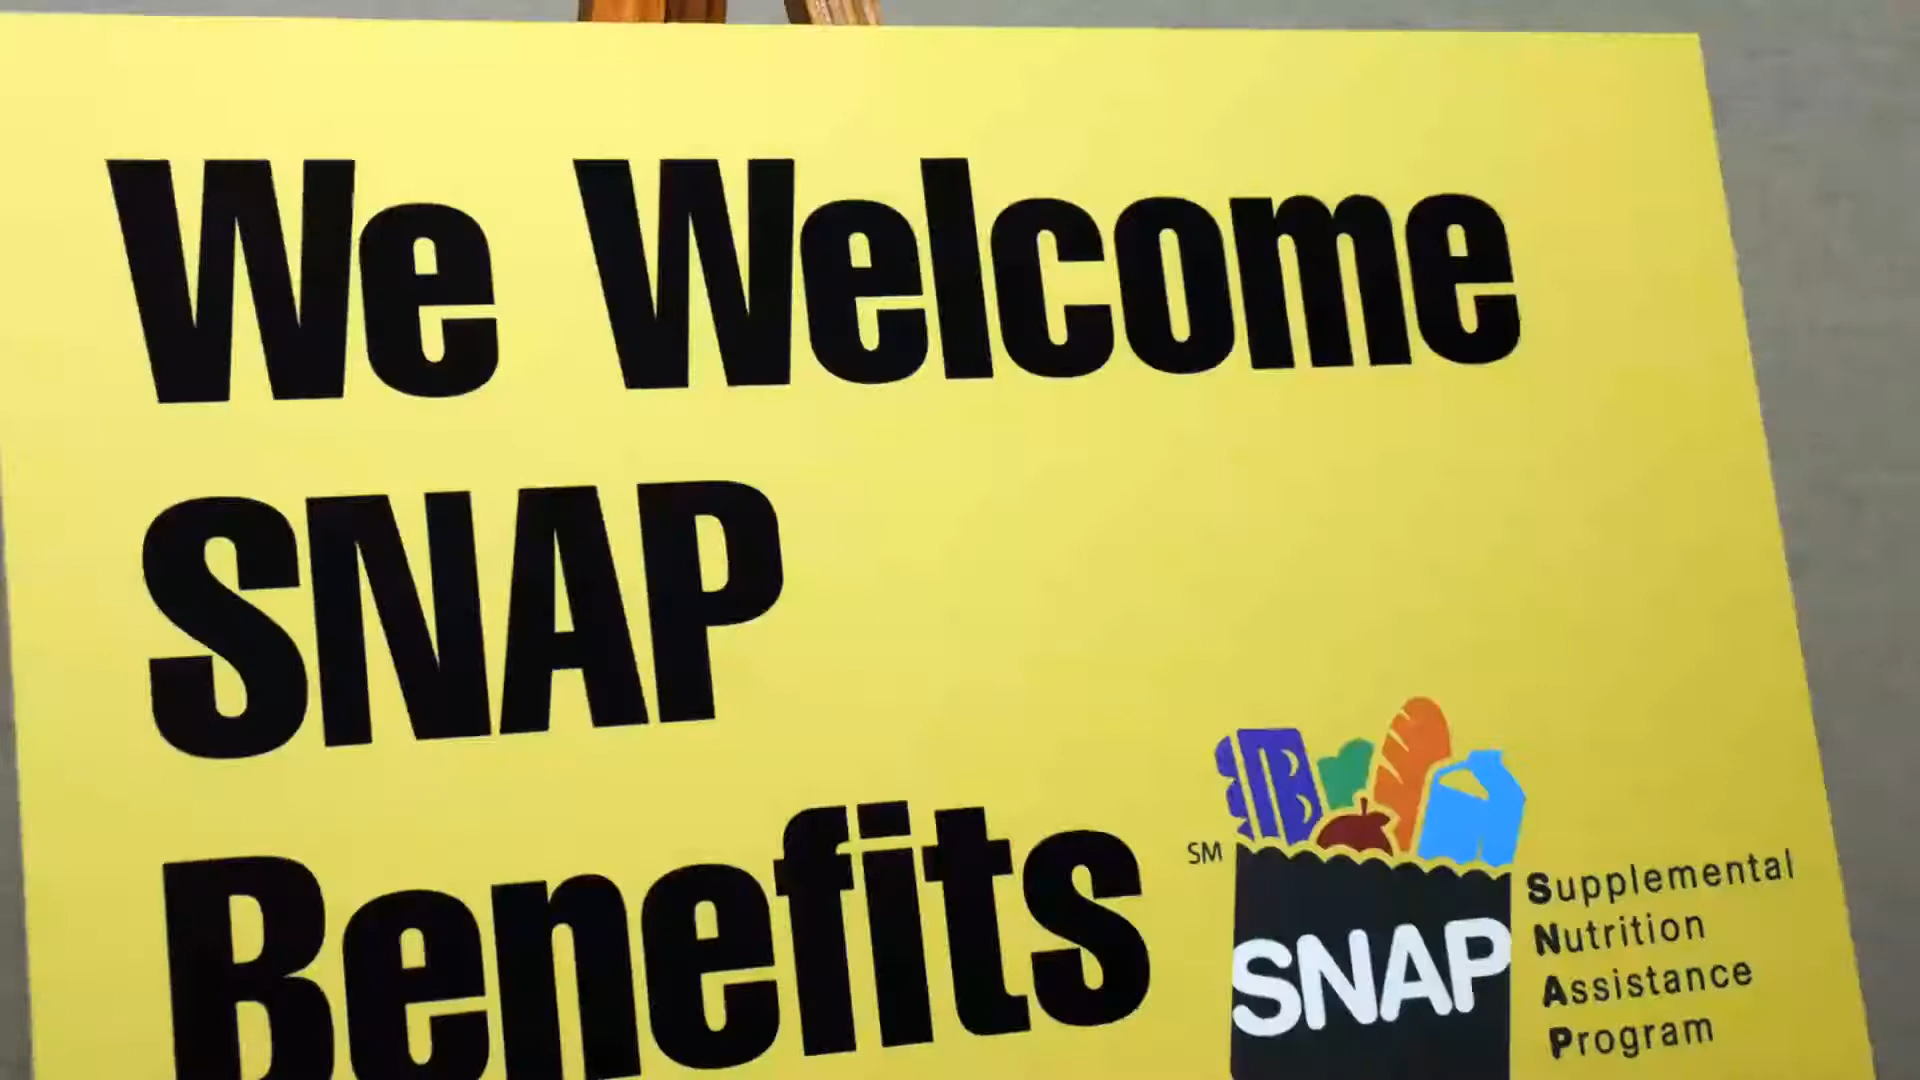 We Welcome
SNAP
Benefits
SM
SNAP
Supplemental
Nutrition
Assistance
Program